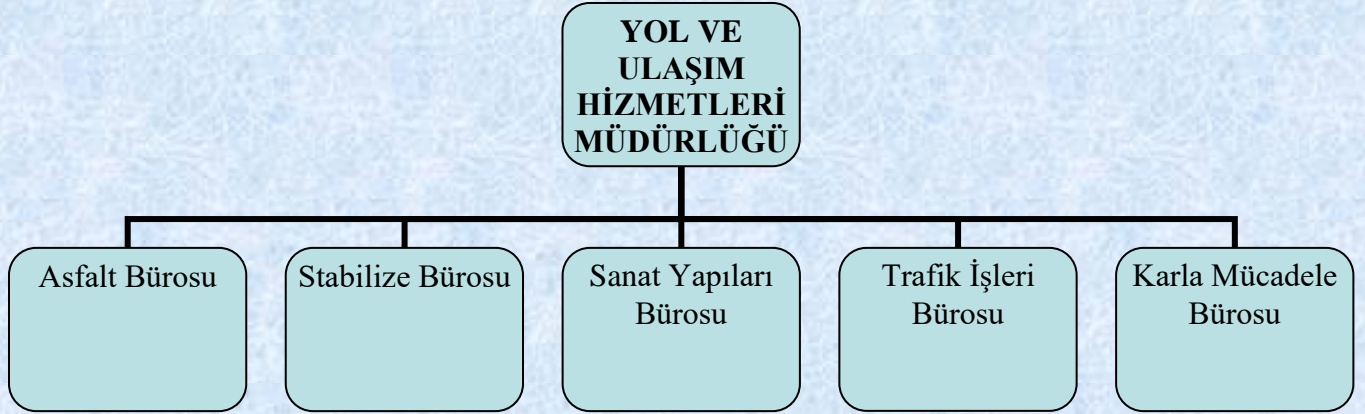 YOL VE
ULAŞIM
HİZMETLERİ
MÜDÜRLÜĞÜ
Asfalt Bürosu
Stabilize Bürosu
Sanat Yapıları
Bürosu
Trafik İşleri
Bürosu
Karla Mücadele
Bürosu